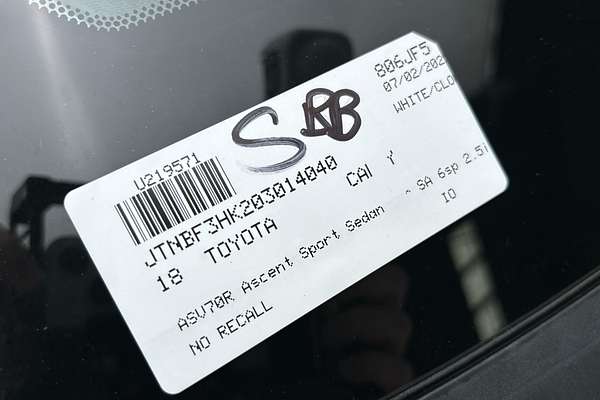 806JF5
07/02/202
WHITE/CLO
S
U219571
JTNBF3HK203014040
18 TOYOTA CAI Y
ASV70R Ascent Sport Sedan ^ SA 6sp 2.5i
NO RECALL IO